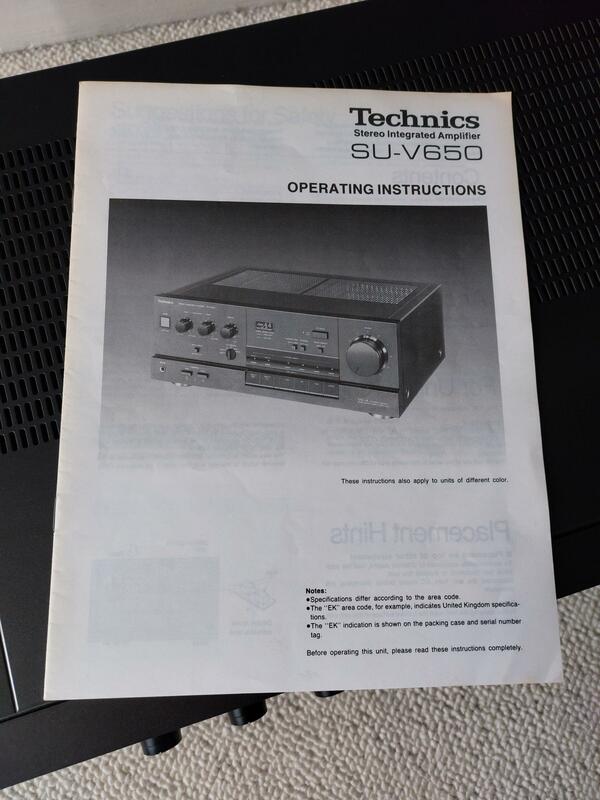 Technics
Stereo Integrated Amplifier
SU-V650
OPERATING INSTRUCTIONS
Technics
These instructions also apply to units of different color.
Placement Hints
Notes:
●Specifications differ according to the area code.
●The "EK" area code, for example, indicates United Kingdom specifica-
tions.
●The "EK" indication is shown on the packing case and serial number
tag.
Before operating this unit, please read these instructions completely.